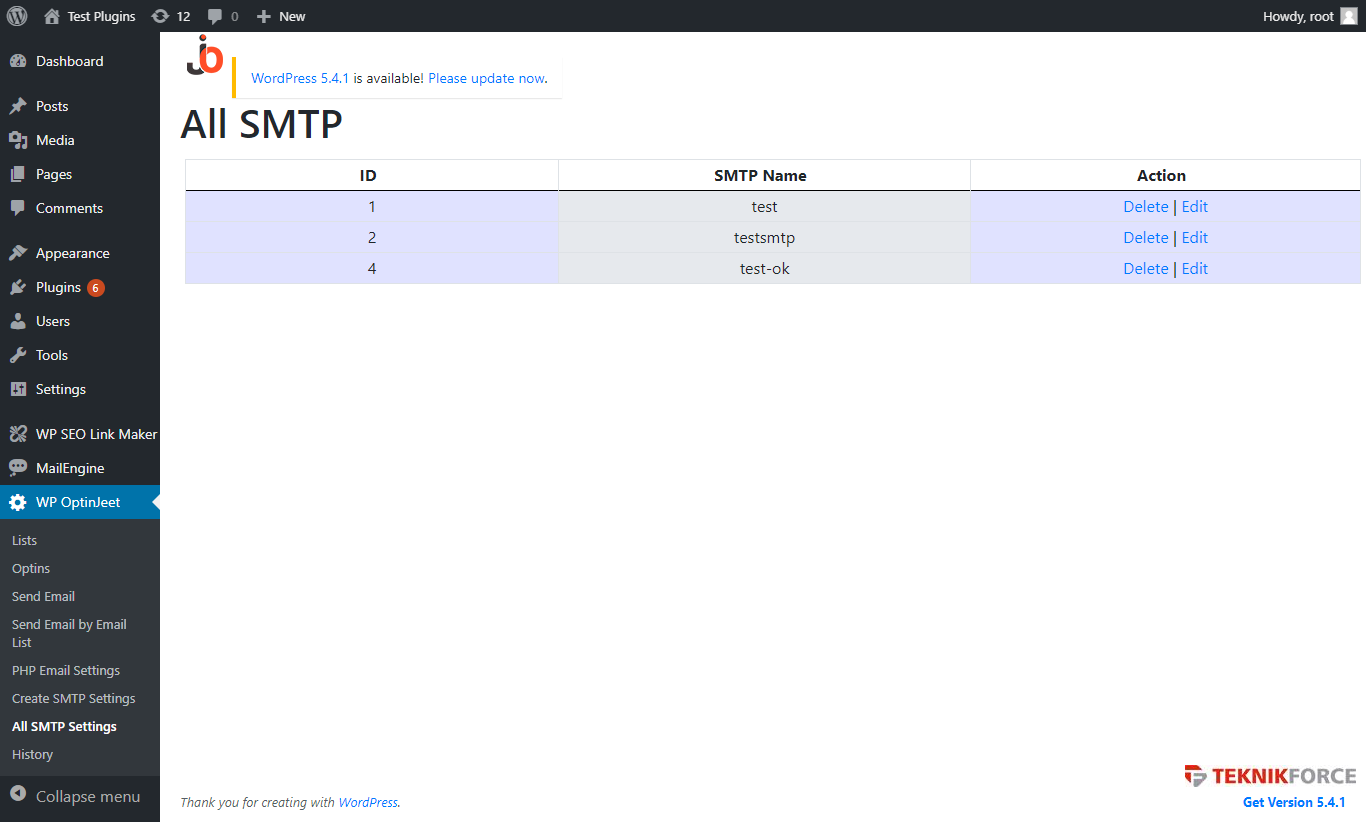 Test Plugins 12 0 New Howdy, root
Dashboard
Posts
Media
Pages
Comments
Appearance
Plugins 6
Users
Tools
Settings
WP SEO Link Maker
MailEngine
WP OptinJeet
Lists
Optins
Send Email
Send Email by Email
List
PHP Email Settings
Create SMTP Settings
All SMTP Settings
History
Collapse menu
jb
WordPress 5.4.1 is available! Please update now.
All SMTP
ID SMTP Name Action
1 test Delete | Edit
2 testsmtp Delete | Edit
4 test-ok Delete | Edit
TEKNIKFORCE
Thank you for creating with WordPress.
Get Version 5.4.1